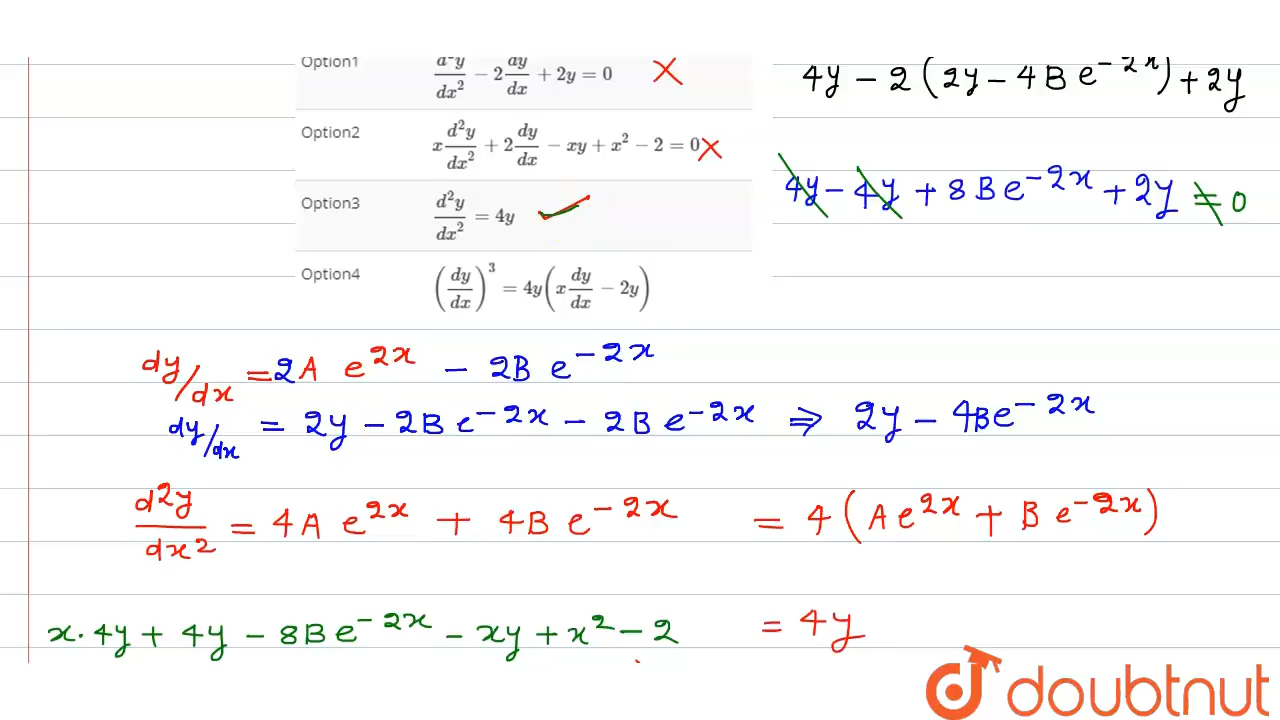 Option1 d²y/dx² − 2 dy/dx + 2y = 0 ✗
4y − 2(2y − 4Be^{−2x}) + 2y
Option2 x d²y/dx² + 2 dy/dx − xy + x² − 2 = 0 ✗
4y − 4y + 8Be^{−2x} + 2y ≠ 0
Option3 d²y/dx² = 4y ✓
Option4 (dy/dx)³ = 4y(x dy/dx − 2y)
dy/dx = 2A e^{2x} − 2B e^{−2x}
dy/dx = 2y − 2Be^{−2x} − 2Be^{−2x} ⇒ 2y − 4Be^{−2x}
d²y/dx² = 4A e^{2x} + 4B e^{−2x} = 4(Ae^{2x} + Be^{−2x})
x·4y + 4y − 8Be^{−2x} − xy + x² − 2
= 4y
doubtnut